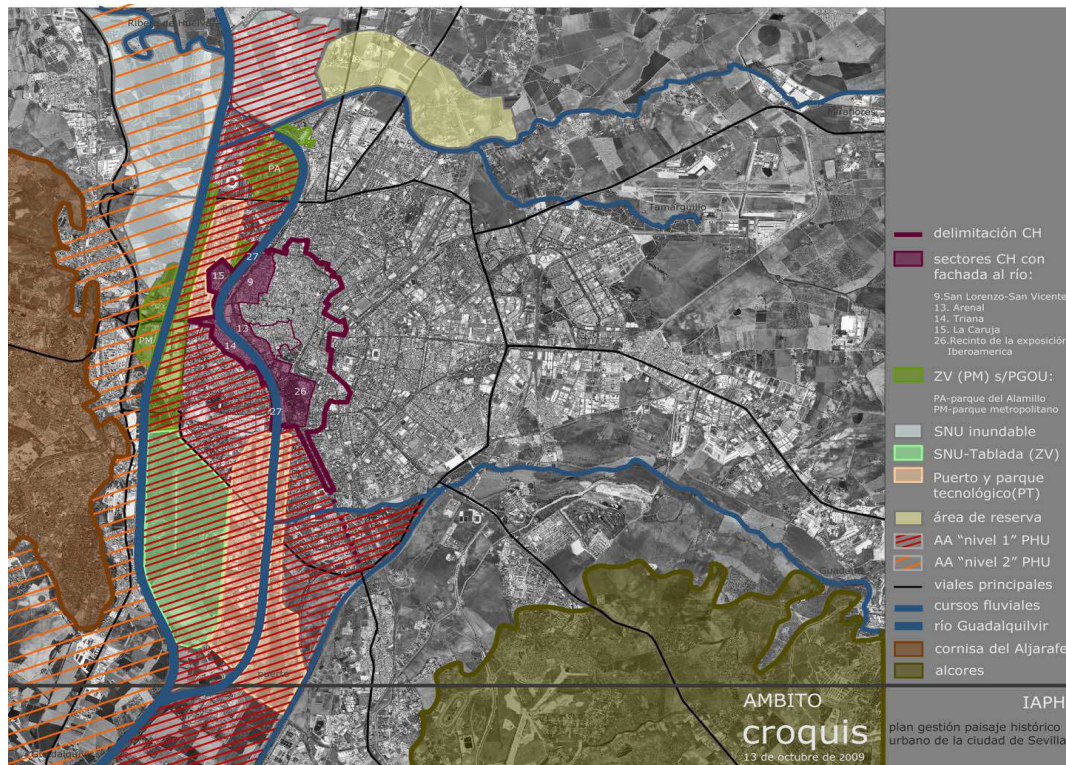 Tamarguillo
27
15
9
13
14
26
27
PA
PM
delimitación CH
sectores CH con
fachada al río:
9.San Lorenzo-San Vicente
13. Arenal
14. Triana
15. La Caruja
26.Recinto de la exposición
Iberoamerica
ZV (PM) s/PGOU:
PA-parque del Alamillo
PM-parque metropolitano
SNU inundable
SNU-Tablada (ZV)
Puerto y parque
tecnológico(PT)
área de reserva
AA "nivel 1" PHU
AA "nivel 2" PHU
viales principales
cursos fluviales
río Guadalquilvir
cornisa del Aljarafe
alcores
AMBITO
croquis
13 de octubre de 2009
IAPH
plan gestión paisaje histórico
urbano de la ciudad de Sevilla